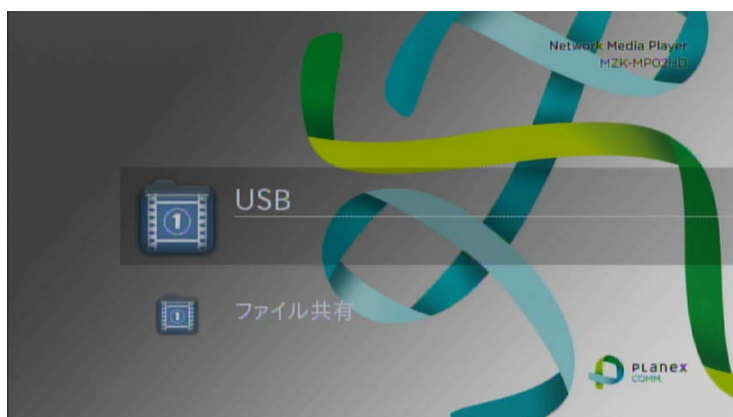 Network Media Player
MZK-MP02HD
USB
ファイル共有
PLANEX
COMM.